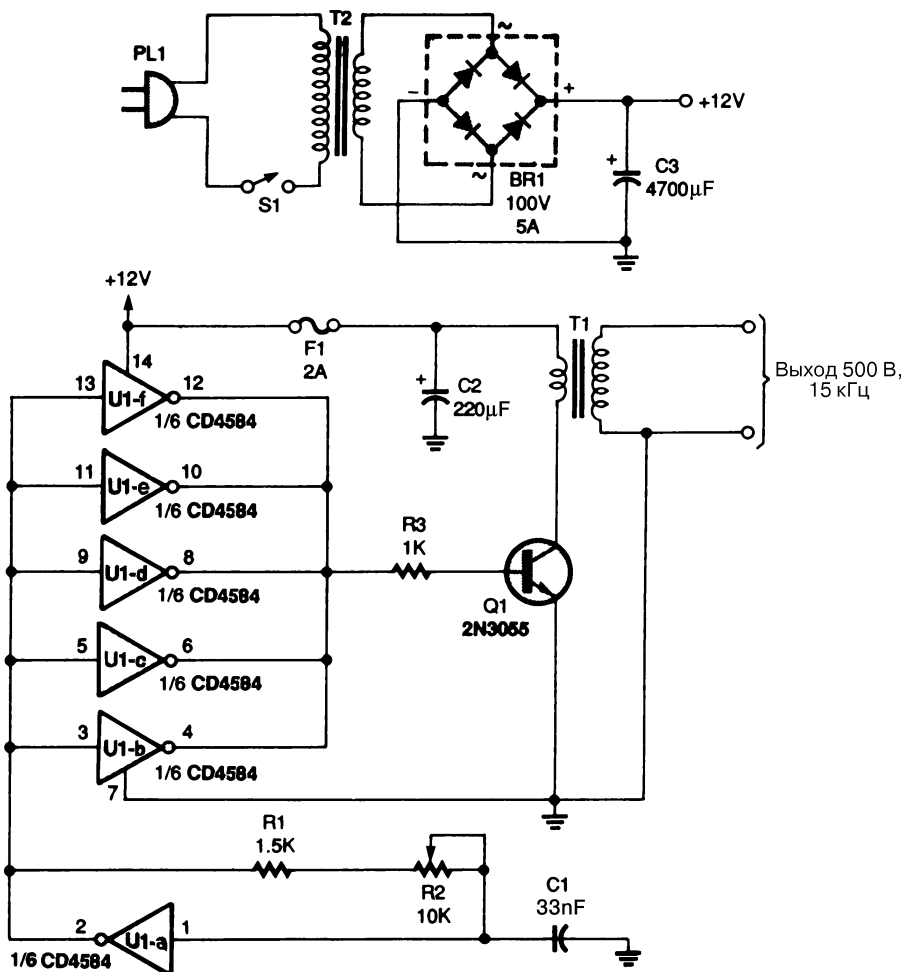 T2
PL1
~
−
+
+12V
S1
~
BR1
100V
5A
+
C3
4700µF
+12V
F1
2A
+
C2
220µF
T1
Выход 500 В,
15 кГц
14
13
U1-f
12
1/6 CD4584
11
U1-e
10
1/6 CD4584
9
U1-d
8
1/6 CD4584
R3
1K
Q1
2N3055
5
U1-c
6
1/6 CD4584
3
U1-b
4
1/6 CD4584
7
R1
1.5K
R2
10K
C1
33nF
2
U1-a
1
1/6 CD4584